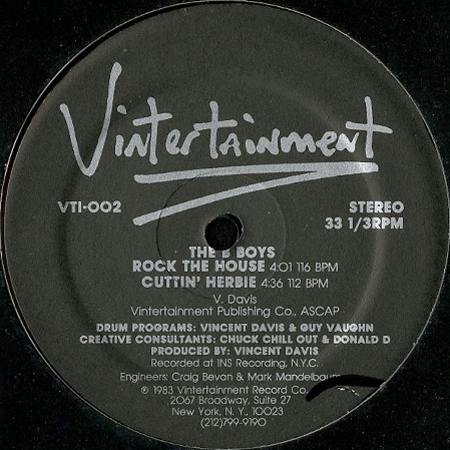 Vintertainment
VTI-002
STEREO
33 1/3RPM
THE B BOYS
ROCK THE HOUSE 4:01 116 BPM
CUTTIN' HERBIE 4:36 112 BPM
V. Davis
Vintertainment Publishing Co., ASCAP
DRUM PROGRAMS: VINCENT DAVIS & GUY VAUGHN
CREATIVE CONSULTANTS: CHUCK CHILL OUT & DONALD D
PRODUCED BY: VINCENT DAVIS
Recorded at INS Recording, N.Y.C.
Engineers: Craig Bevan & Mark Mandelbaum
℗ 1983 Vintertainment Record Co.
2067 Broadway, Suite 27
New York, N. Y., 10023
(212)799-9190